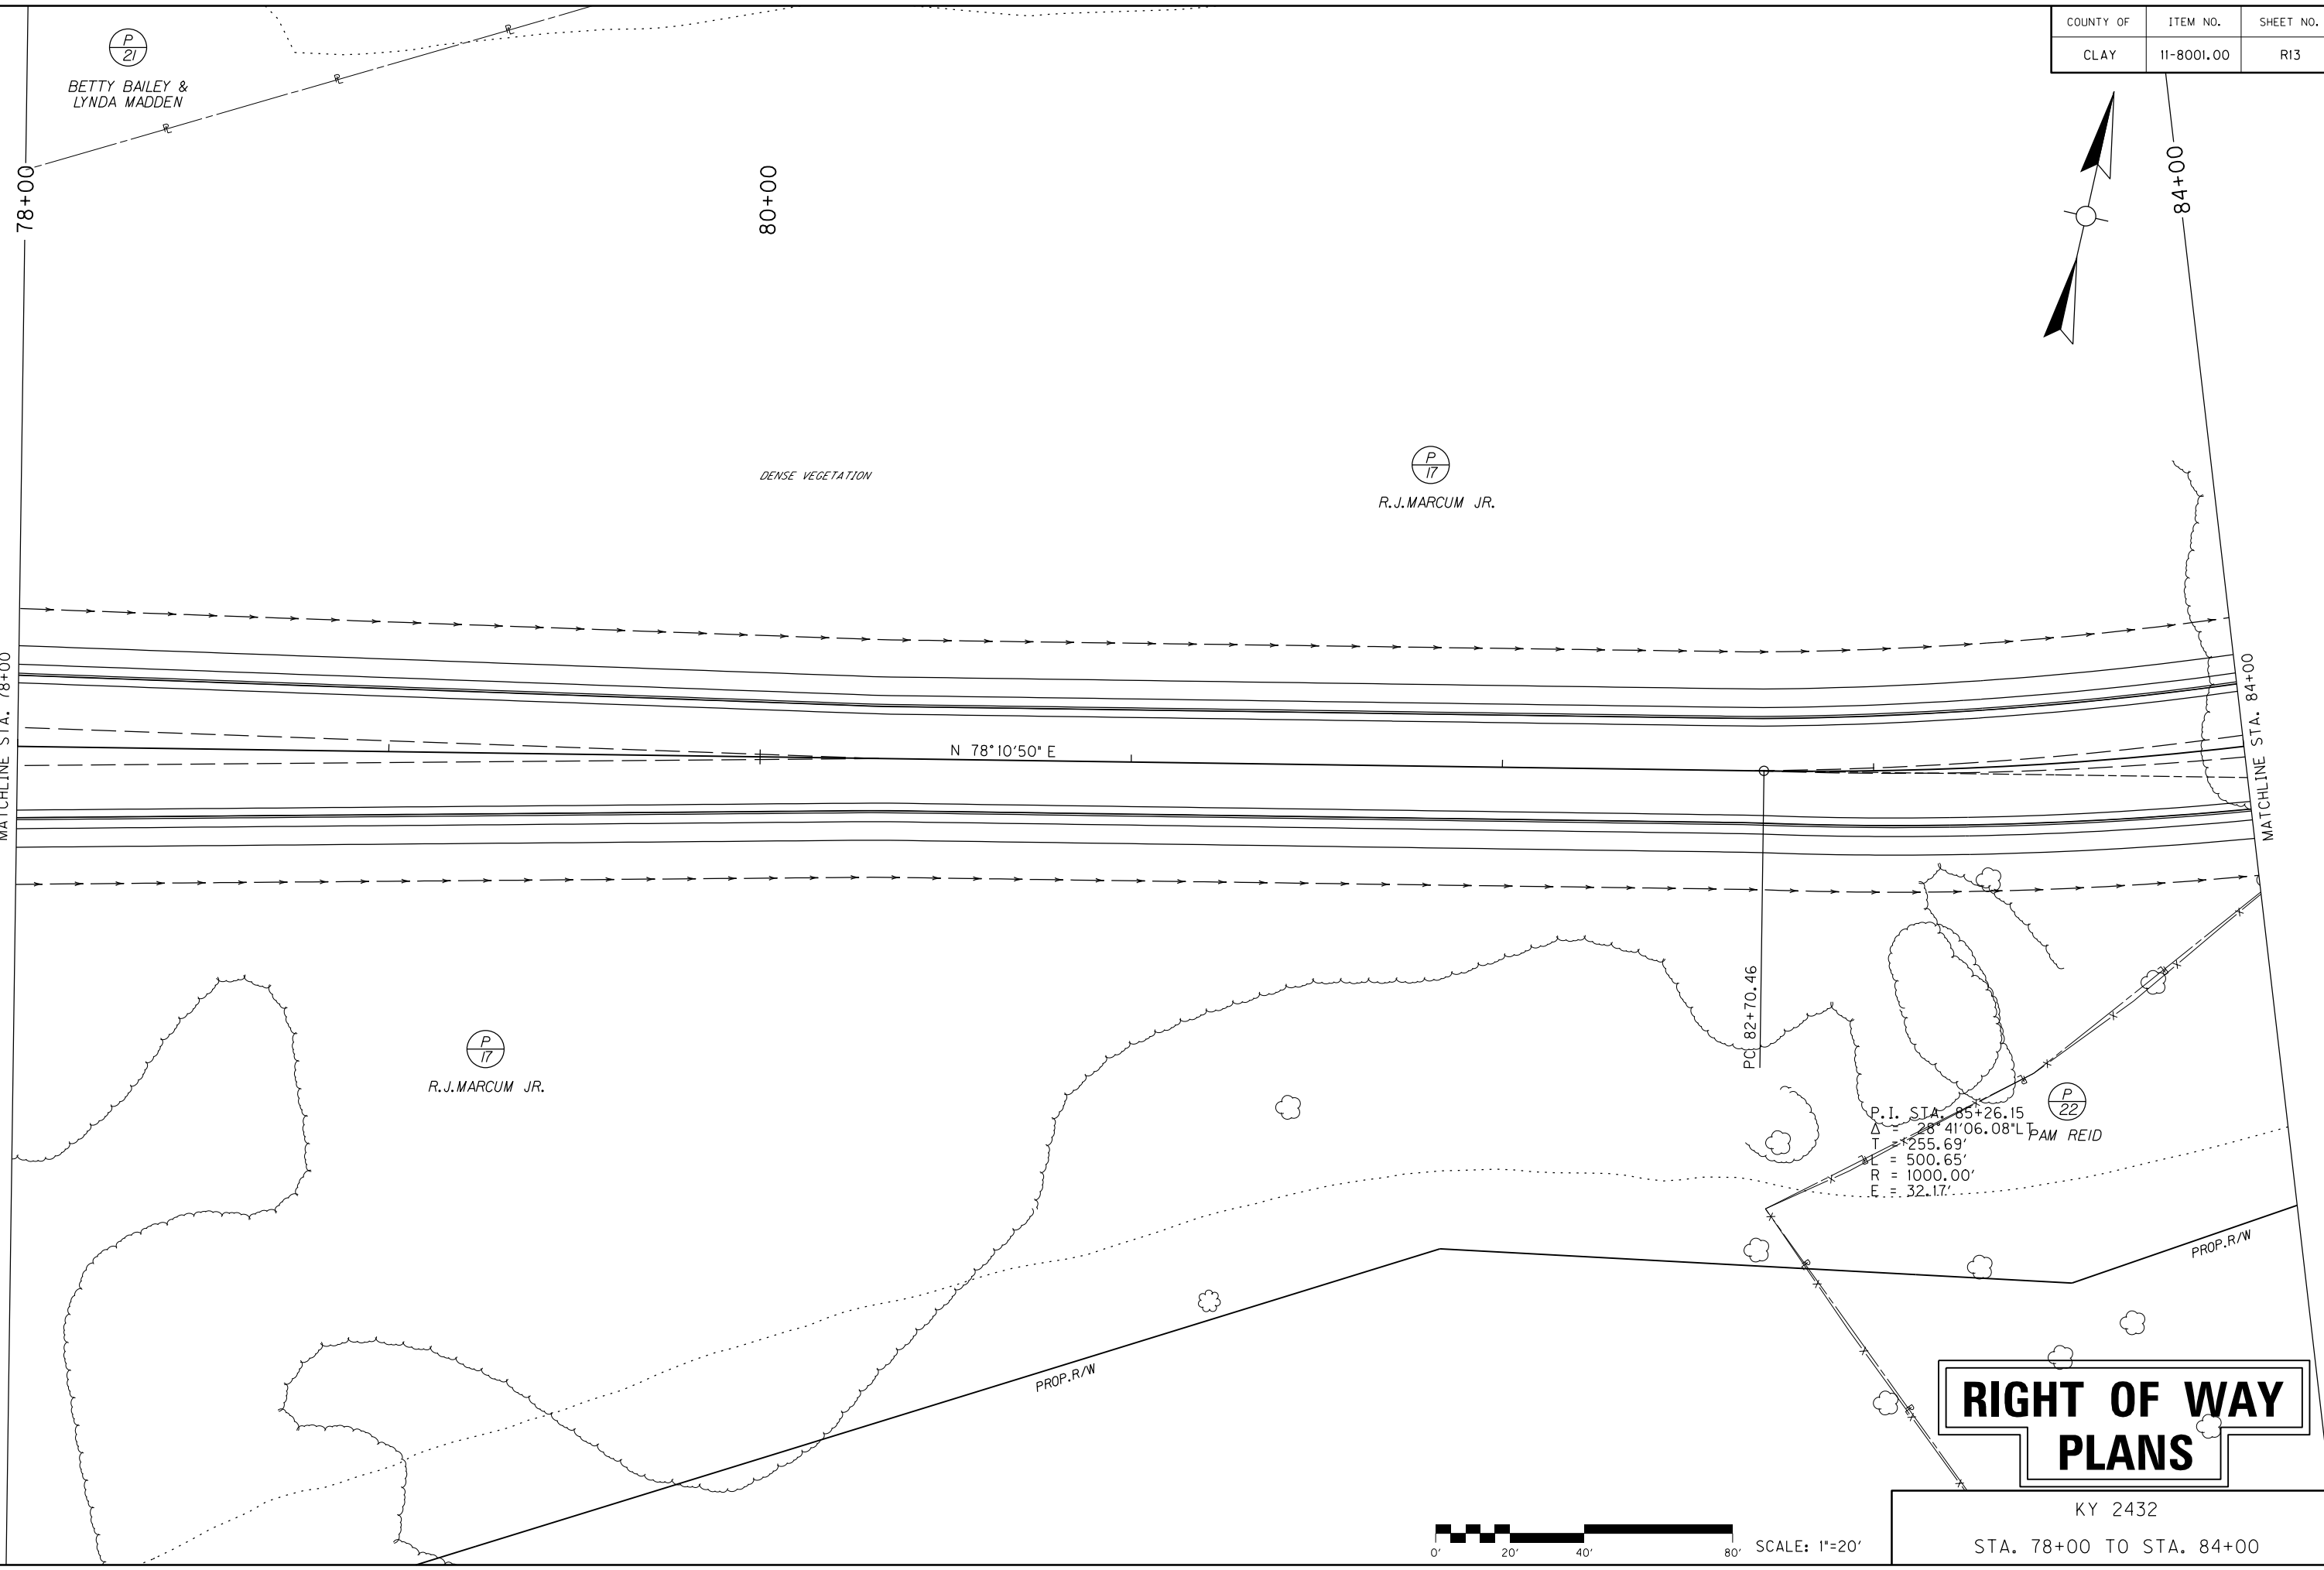 COUNTY OF ITEM NO. SHEET NO.
CLAY 11-8001.00 R13
P
21
BETTY BAILEY &
LYNDA MADDEN
78+00
80+00
84+00
DENSE VEGETATION
P
17
R.J.MARCUM JR.
MATCHLINE STA. 78+00
N 78°10'50" E
MATCHLINE STA. 84+00
PC 82+70.46
P
17
R.J.MARCUM JR.
P
22
PAM REID
P.I. STA. 85+26.15
Δ = 28°41'06.08"LT
T = 255.69'
L = 500.65'
R = 1000.00'
E = 32.17'
PROP.R/W
PROP.R/W
RIGHT OF WAY
PLANS
0' 20' 40' 80' SCALE: 1"=20'
KY 2432
STA. 78+00 TO STA. 84+00